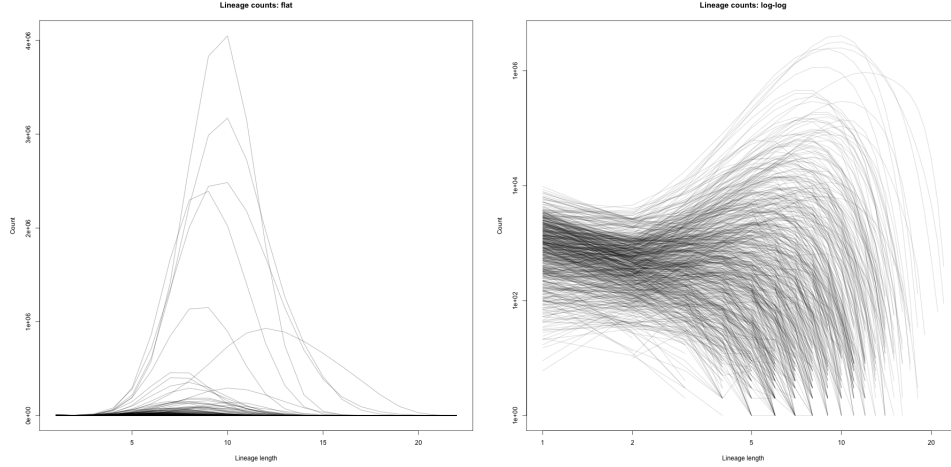 Lineage counts: flat
4e+06
3e+06
2e+06
1e+06
0e+00
Count
5 10 15 20
Lineage length
Lineage counts: log-log
1e+06
1e+04
1e+02
1e+00
Count
1 2 5 10 20
Lineage length